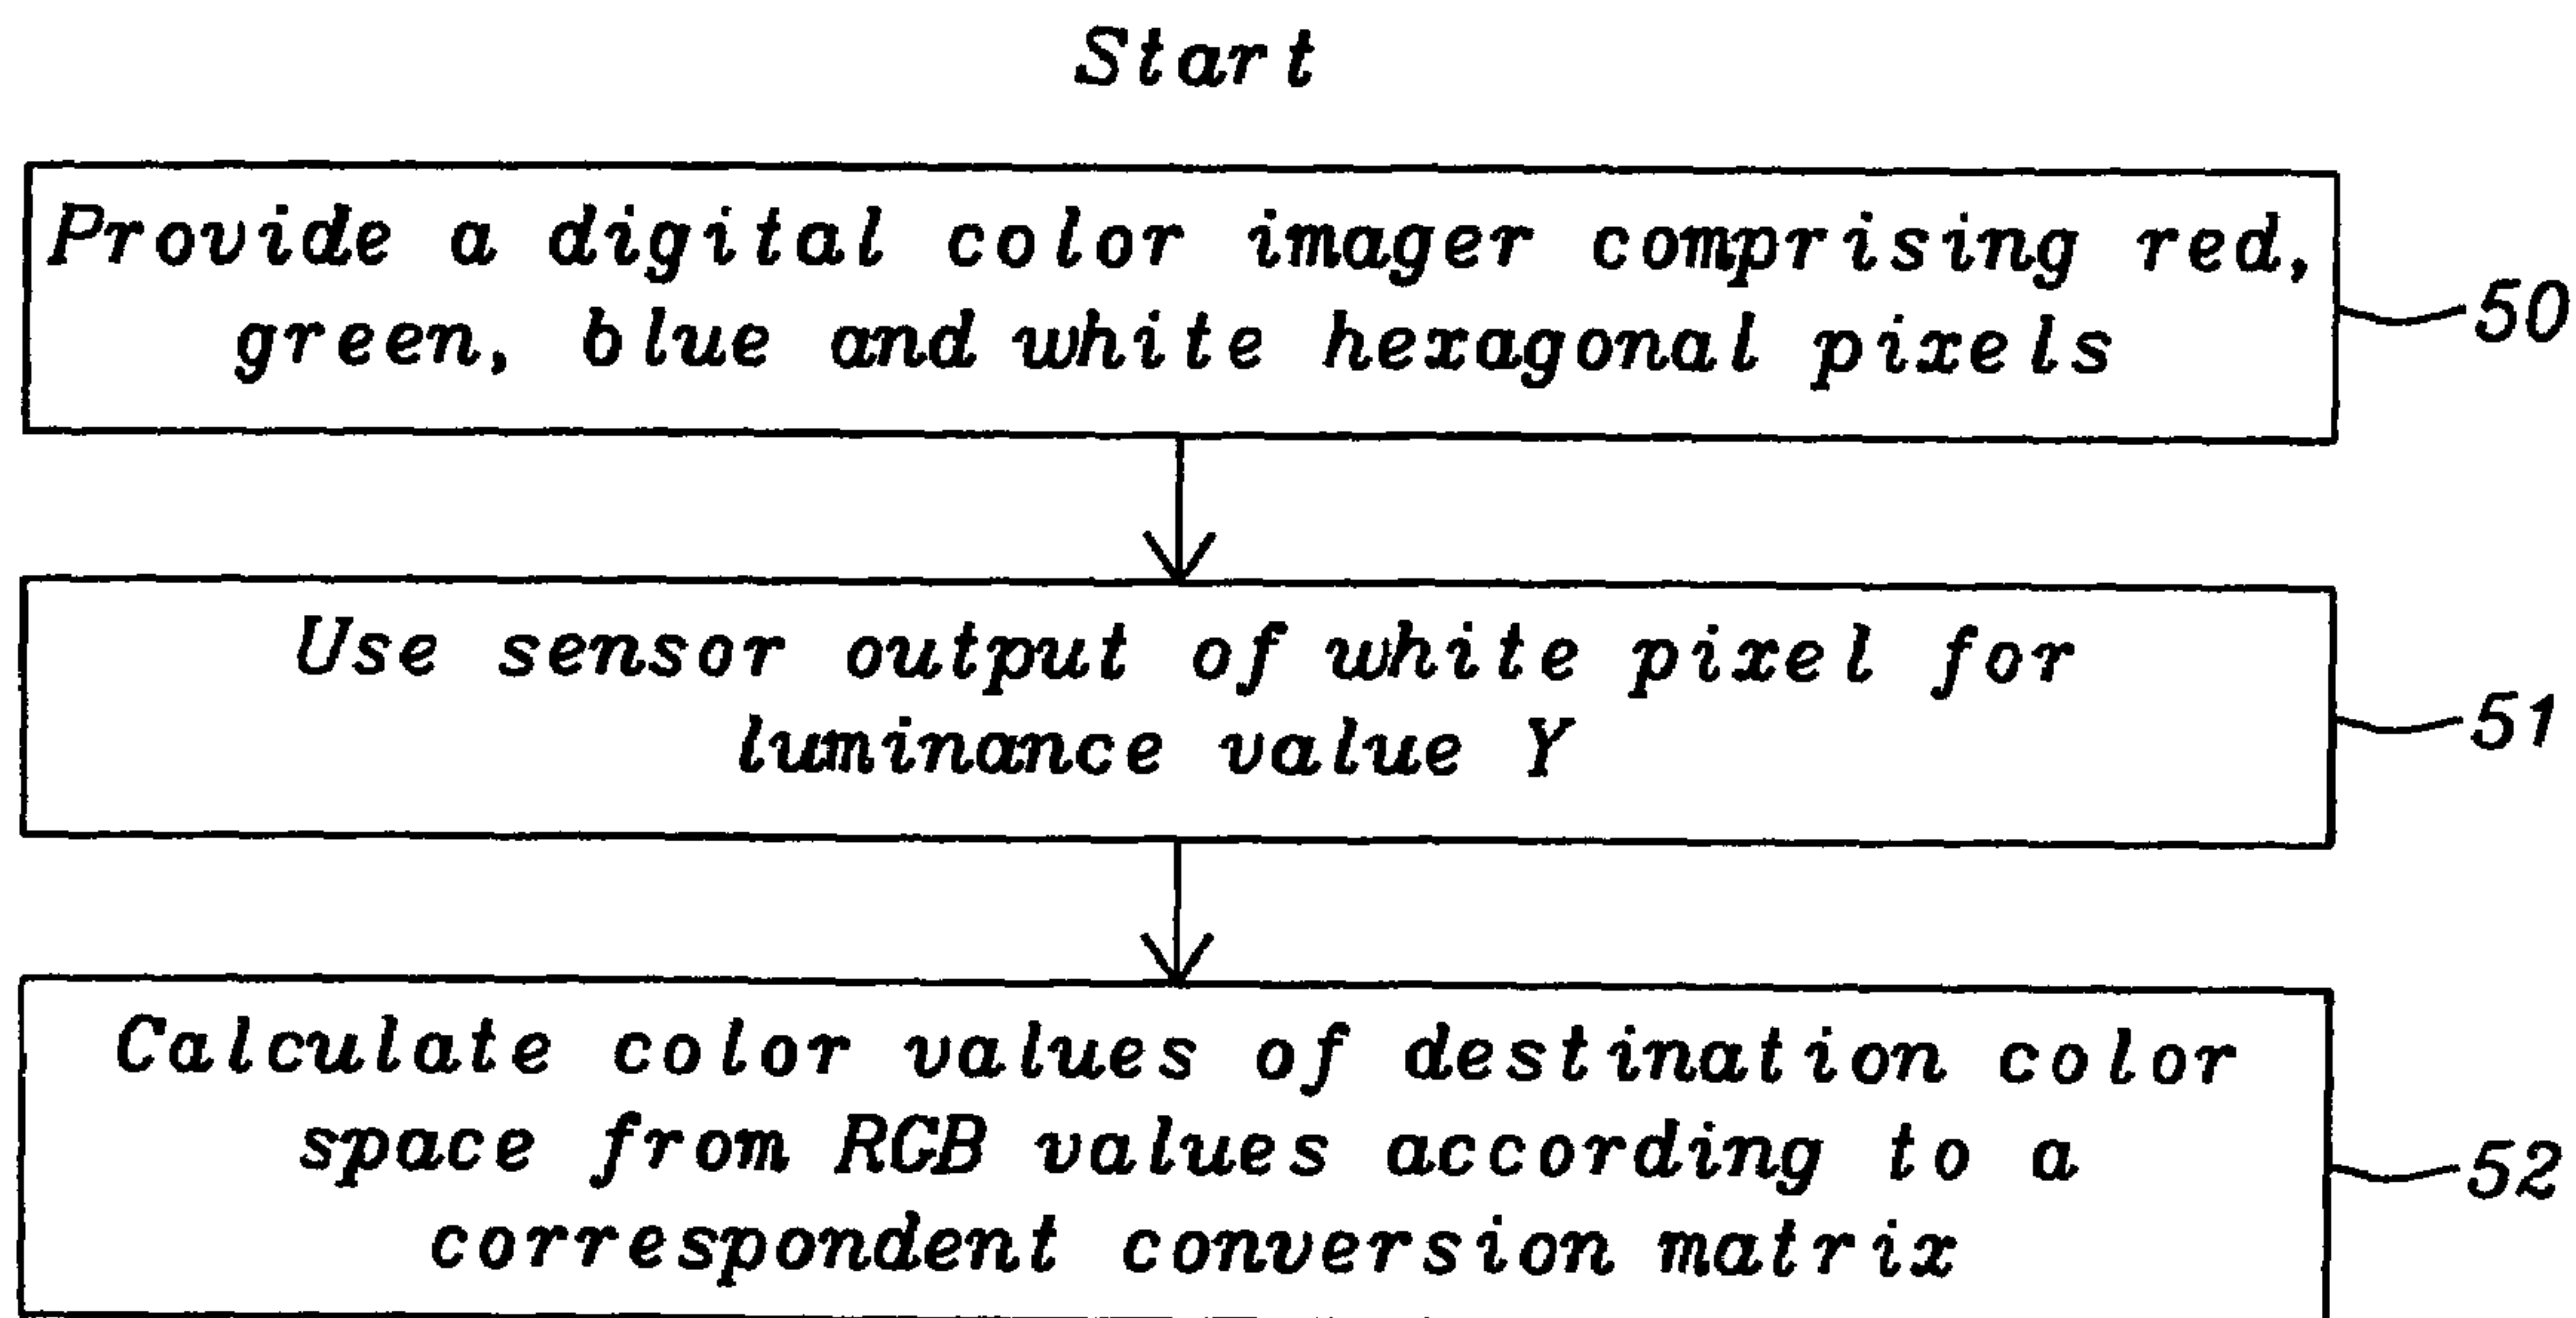 Start
Provide a digital color imager comprising red,
green, blue and white hexagonal pixels
50
Use sensor output of white pixel for
luminance value Y
51
Calculate color values of destination color
space from RGB values according to a
correspondent conversion matrix
52